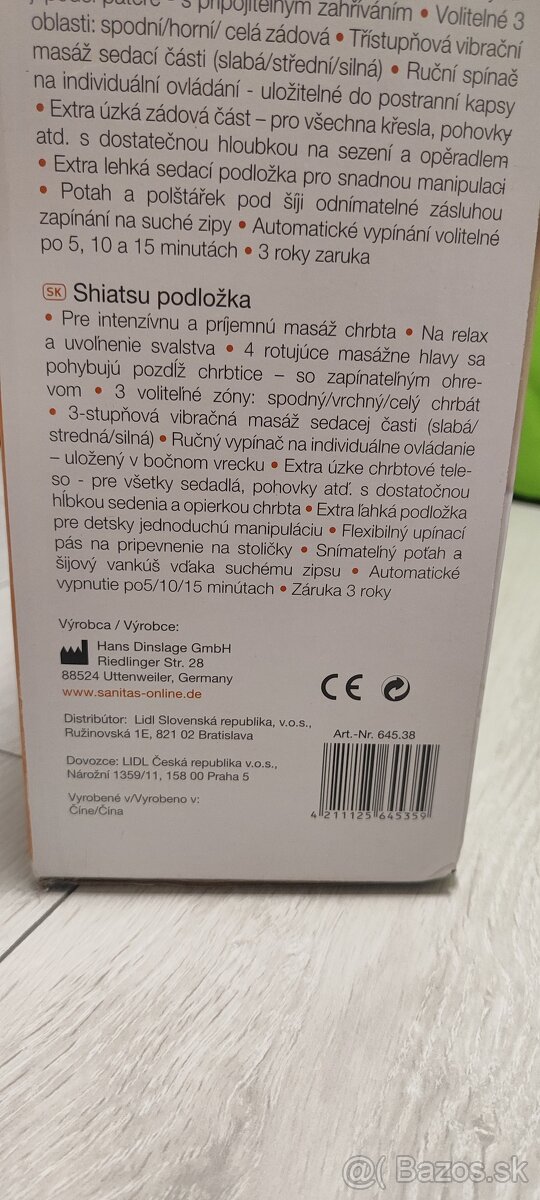 s připojitelným zahříváním • Volitelné 3
oblasti: spodní/horní/ celá zádová • Třístupňová vibrační
masáž sedací části (slabá/střední/silná) • Ruční spínač
na individuální ovládání - uložitelné do postranní kapsy
• Extra úzká zádová část – pro všechna křesla, pohovky
atd. s dostatečnou hloubkou na sezení a opěradlem
• Extra lehká sedací podložka pro snadnou manipulaci
• Potah a polštářek pod šíji odnímatelné zásluhou
zapínání na suché zipy • Automatické vypínání volitelné
po 5, 10 a 15 minutách • 3 roky zaruka
SK Shiatsu podložka
• Pre intenzívnu a príjemnú masáž chrbta • Na relax
a uvoľnenie svalstva • 4 rotujúce masážne hlavy sa
pohybujú pozdĺž chrbtice – so zapínateľným ohre-
vom • 3 voliteľné zóny: spodný/vrchný/celý chrbát
• 3-stupňová vibračná masáž sedacej časti (slabá/
stredná/silná) • Ručný vypínač na individuálne ovládanie
– uložený v bočnom vrecku • Extra úzke chrbtové tele-
so - pre všetky sedadlá, pohovky atď. s dostatočnou
hĺbkou sedenia a opierkou chrbta • Extra ľahká podložka
pre detsky jednoduchú manipuláciu • Flexibilný upínací
pás na pripevnenie na stoličky • Snímateľný poťah a
šijový vankúš vďaka suchému zipsu • Automatické
vypnutie po5/10/15 minútach • Záruka 3 roky
Výrobca / Výrobce:
Hans Dinslage GmbH
Riedlinger Str. 28
88524 Uttenweiler, Germany
www.sanitas-online.de
CE
Distribútor: Lidl Slovenská republika, v.o.s.,
Ružinovská 1E, 821 02 Bratislava
Art.-Nr. 645.38
Dovozce: LIDL Česká republika v.o.s.,
Nárožní 1359/11, 158 00 Praha 5
Vyrobené v/Vyrobeno v:
Číne/Čína
4 211125 645359
@( Bazos.sk